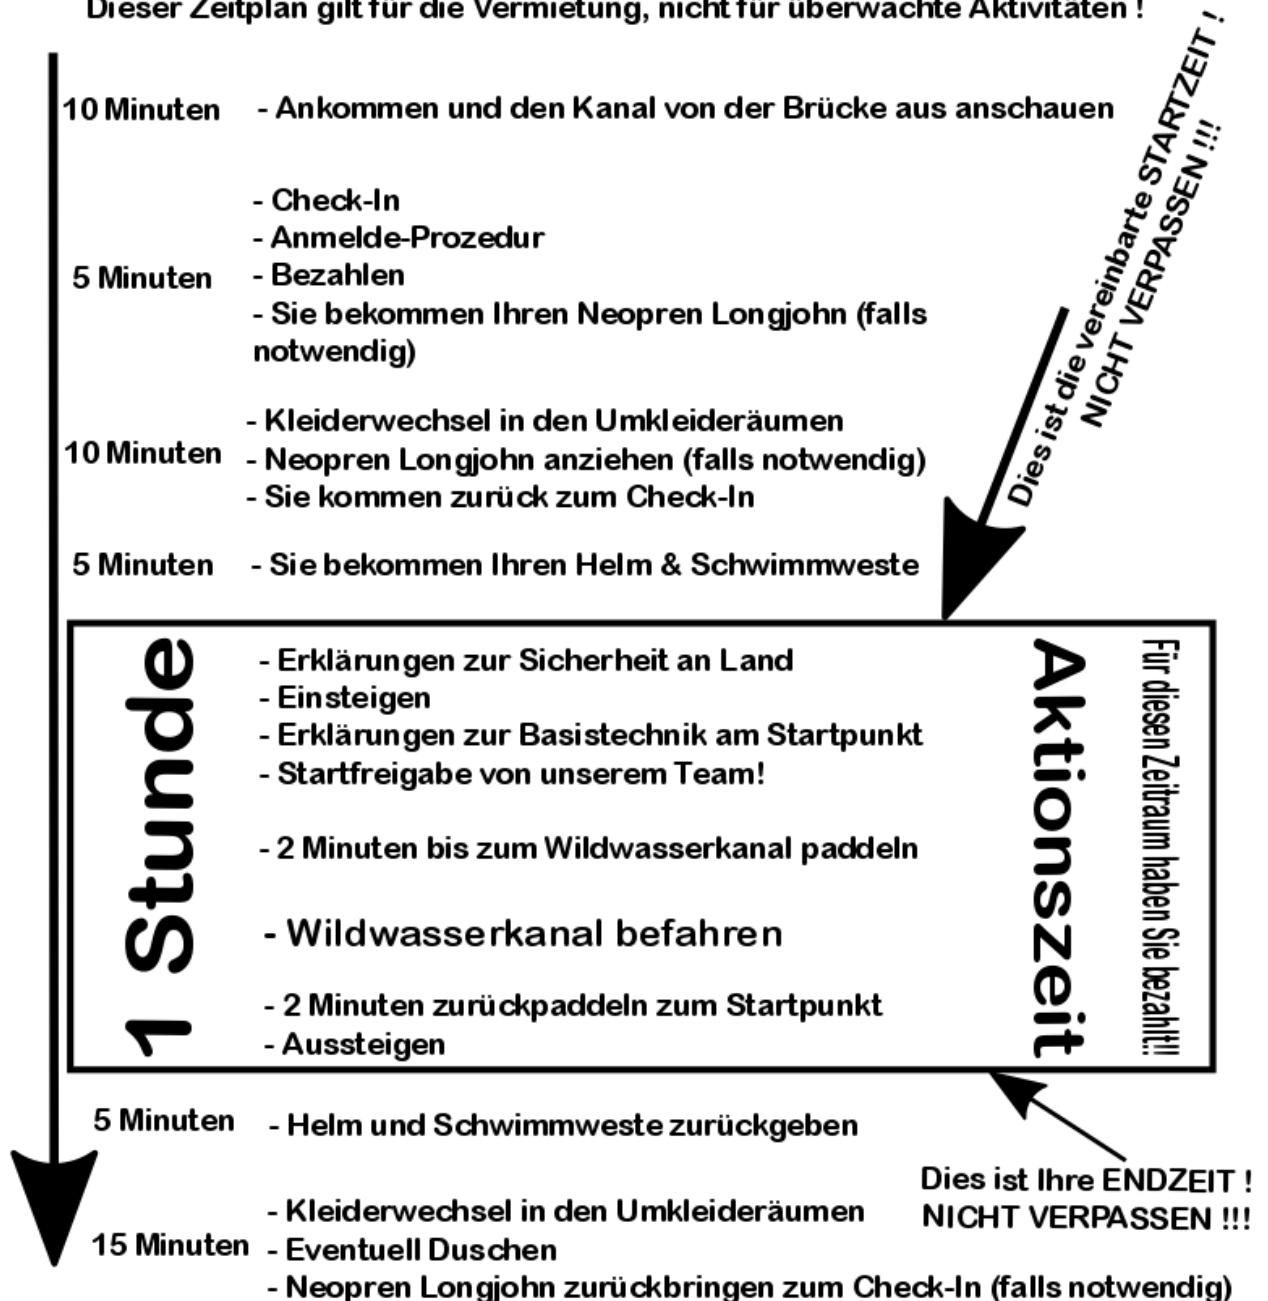 Dieser Zeitplan gilt für die Vermietung, nicht für überwachte Aktivitäten !
10 Minuten - Ankommen und den Kanal von der Brücke aus anschauen
Dies ist die vereinbarte STARTZEIT !
NICHT VERPASSEN !!!
5 Minuten
- Check-In
- Anmelde-Prozedur
- Bezahlen
- Sie bekommen Ihren Neopren Longjohn (falls
notwendig)
10 Minuten
- Kleiderwechsel in den Umkleideräumen
- Neopren Longjohn anziehen (falls notwendig)
- Sie kommen zurück zum Check-In
5 Minuten - Sie bekommen Ihren Helm & Schwimmweste
1 Stunde
- Erklärungen zur Sicherheit an Land
- Einsteigen
- Erklärungen zur Basistechnik am Startpunkt
- Startfreigabe von unserem Team!
- 2 Minuten bis zum Wildwasserkanal paddeln
- Wildwasserkanal befahren
- 2 Minuten zurückpaddeln zum Startpunkt
- Aussteigen
Aktionszeit
Für diesen Zeitraum haben Sie bezahlt!!
5 Minuten - Helm und Schwimmweste zurückgeben
Dies ist Ihre ENDZEIT !
NICHT VERPASSEN !!!
15 Minuten
- Kleiderwechsel in den Umkleideräumen
- Eventuell Duschen
- Neopren Longjohn zurückbringen zum Check-In (falls notwendig)